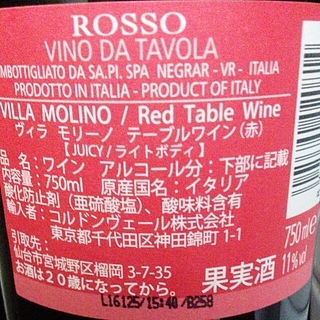 ROSSO
VINO DA TAVOLA
IMBOTTIGLIATO DA SA.PI. SPA NEGRAR - VR - ITALIA
PRODOTTO IN ITALIA - PRODUCT OF ITALY
VILLA MOLINO / Red Table Wine
ヴィラ モリーノ テーブルワイン(赤)
【JUICY/ライトボディ】
品 名:ワイン アルコール分:下部に記載
内容量:750ml 原産国名:イタリア
酸化防止剤(亜硫酸塩)、酸味料含有
輸入者:コルドンヴェール株式会社
東京都千代田区神田錦町 1-1
引取先:
仙台市宮城野区榴岡 3-7-35
お酒は20歳になってから。
果実酒
750ml
11%vol
L16125/15:40/B258